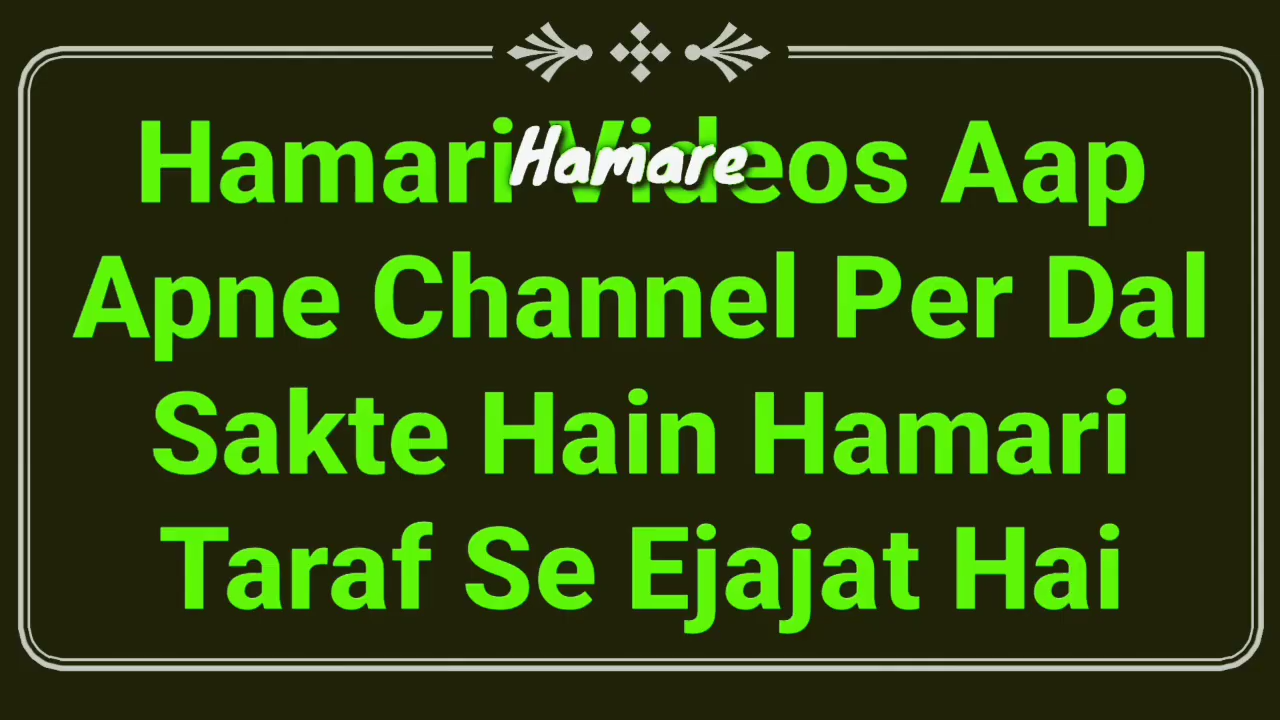 Hamari Videos Aap
Hamare
Apne Channel Per Dal
Sakte Hain Hamari
Taraf Se Ejajat Hai